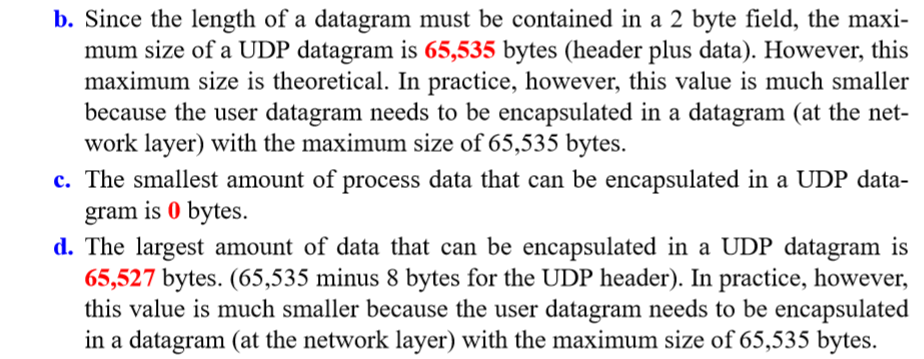 b. Since the length of a datagram must be contained in a 2 byte field, the maxi-
mum size of a UDP datagram is 65,535 bytes (header plus data). However, this
maximum size is theoretical. In practice, however, this value is much smaller
because the user datagram needs to be encapsulated in a datagram (at the net-
work layer) with the maximum size of 65,535 bytes.
c. The smallest amount of process data that can be encapsulated in a UDP data-
gram is 0 bytes.
d. The largest amount of data that can be encapsulated in a UDP datagram is
65,527 bytes. (65,535 minus 8 bytes for the UDP header). In practice, however,
this value is much smaller because the user datagram needs to be encapsulated
in a datagram (at the network layer) with the maximum size of 65,535 bytes.